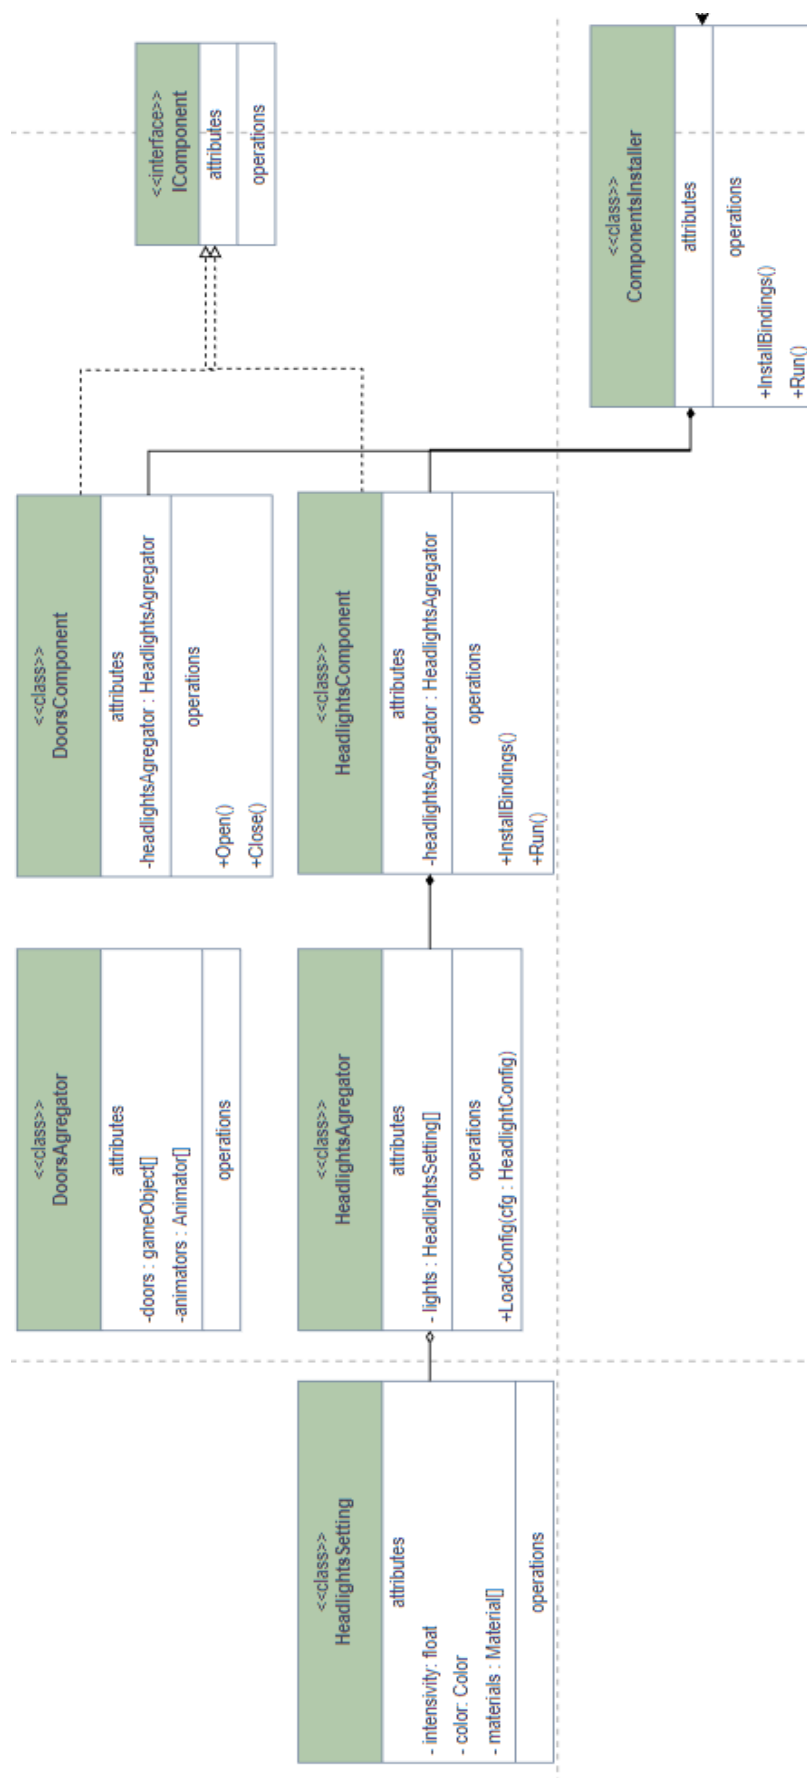 <<interface>>
IComponent
attributes
operations
<<class>>
ComponentsInstaller
attributes
operations
+InstallBindings()
+Run()
<<class>>
DoorsComponent
attributes
-headlightsAgregator : HeadlightsAgregator
operations
+Open()
+Close()
<<class>>
HeadlightsComponent
attributes
-headlightsAgregator : HeadlightsAgregator
operations
+InstallBindings()
+Run()
<<class>>
DoorsAgregator
attributes
-doors : gameObject[]
-animators : Animator[]
operations
<<class>>
HeadlightsAgregator
attributes
- lights : HeadlightsSetting[]
operations
+LoadConfig(cfg : HeadlightConfig)
<<class>>
HeadlightsSetting
attributes
- intensivity: float
- color: Color
- materials : Material[]
operations